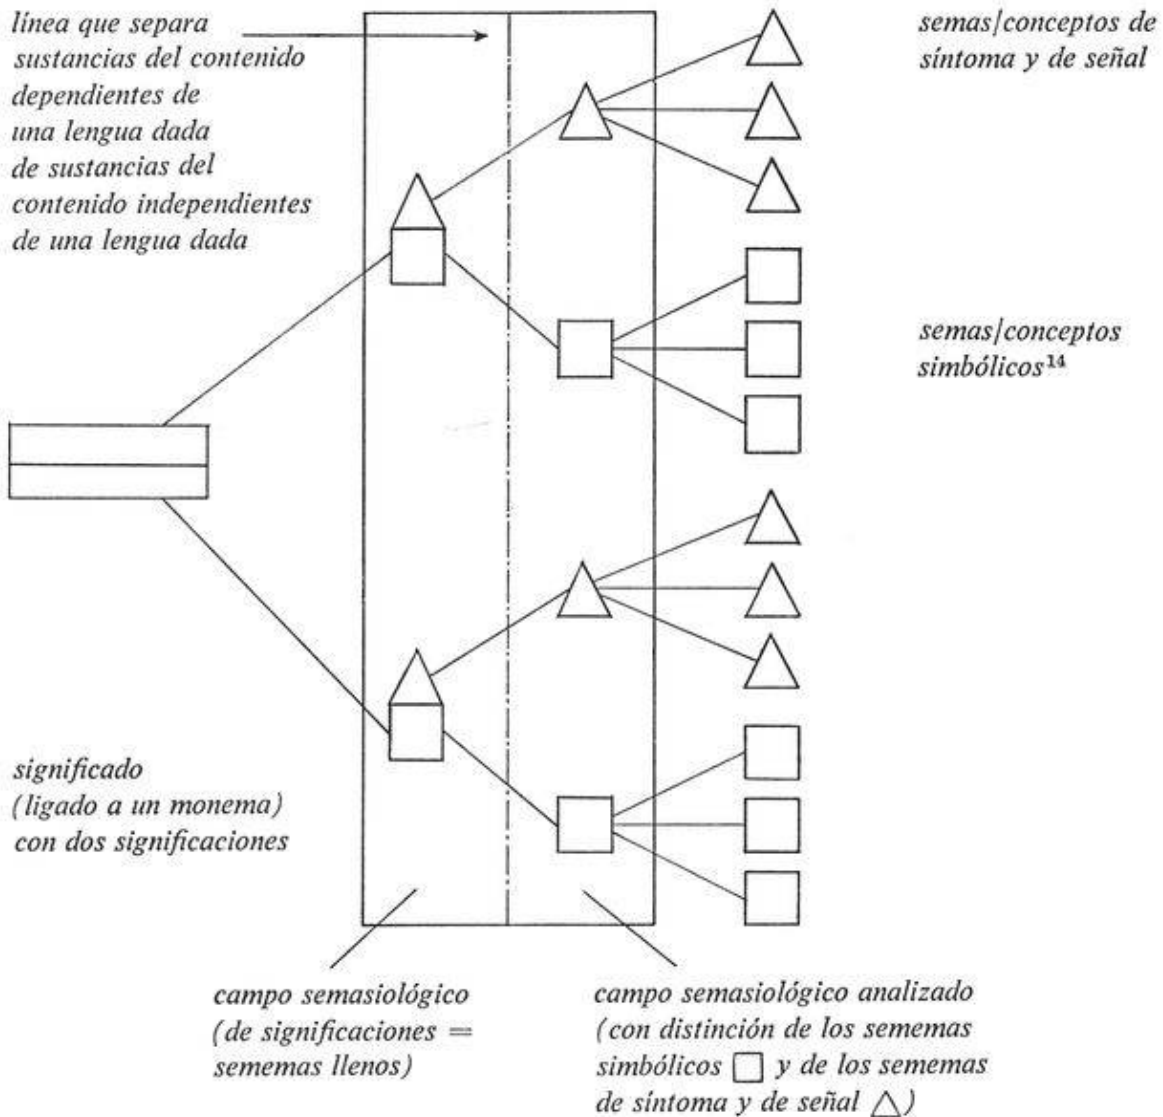 línea que separa
sustancias del contenido
dependientes de
una lengua dada
de sustancias del
contenido independientes
de una lengua dada
semas/conceptos de
síntoma y de señal
semas/conceptos
simbólicos¹⁴
significado
(ligado a un monema)
con dos significaciones
campo semasiológico
(de significaciones =
sememas llenos)
campo semasiológico analizado
(con distinción de los sememas
simbólicos □ y de los sememas
de síntoma y de señal △)